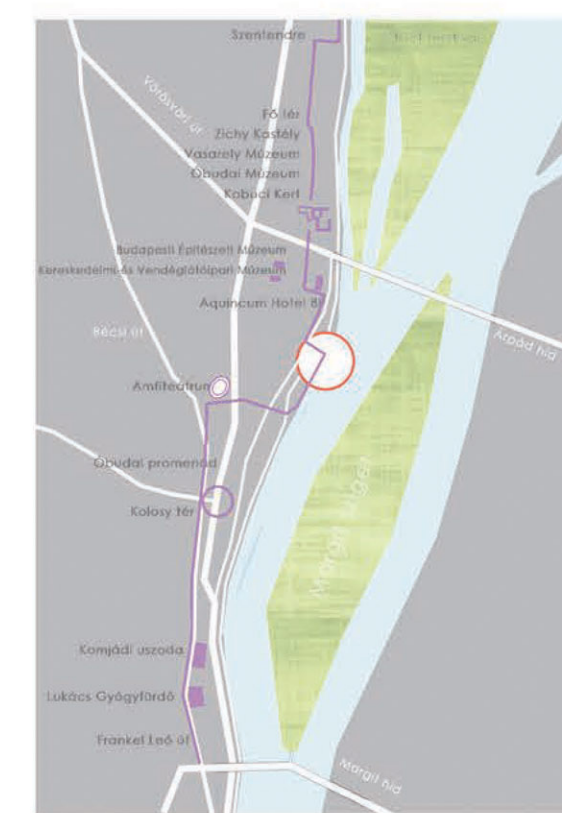 Szentendre
Vörösvári út
Fő tér
Zichy Kastély
Vasarely Múzeum
Óbudai Múzeum
Kobuci Kert
Budapesti Építészeti Múzeum
Kereskedelmi-és Vendéglátóipari Múzeum
Aquincum Hotel
Bécsi út
Árpád híd
Amfiteátrum
Óbudai promenád
Kolosy tér
Margit sziget
Komjádi uszoda
Lukács Gyógyfürdő
Frankel Leó út
Margit híd